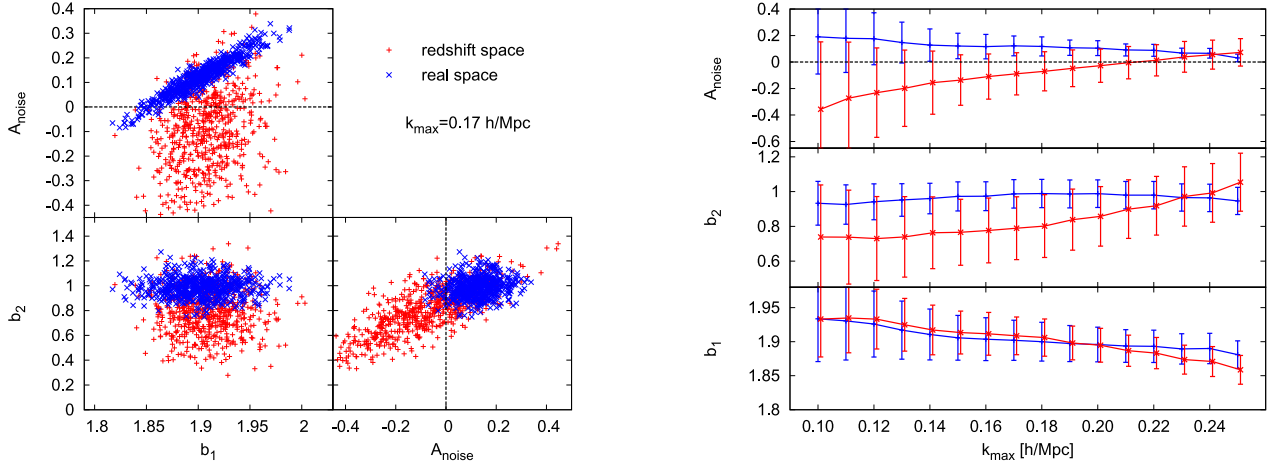 A_noise
0.4
0.3
0.2
0.1
0
-0.1
-0.2
-0.3
-0.4
redshift space
real space
k_max=0.17 h/Mpc
b_2
1.4
1.2
1
0.8
0.6
0.4
0.2
0
1.8 1.85 1.9 1.95 2
b_1
-0.4 -0.2 0 0.2 0.4
A_noise
A_noise
0.4
0.2
0
-0.2
-0.4
-0.6
b_2
1.2
1
0.8
0.6
0.4
b_1
1.95
1.9
1.85
1.8
0.10 0.12 0.14 0.16 0.18 0.20 0.22 0.24
k_max [h/Mpc]